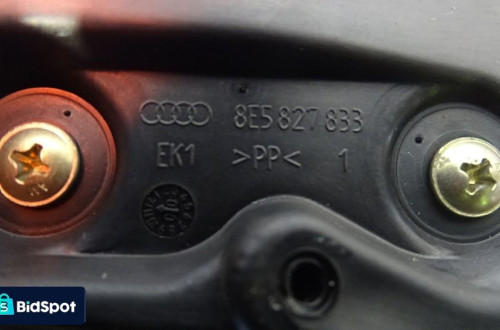 8E5 827 833
EK1 >PP< 1
BidSpot